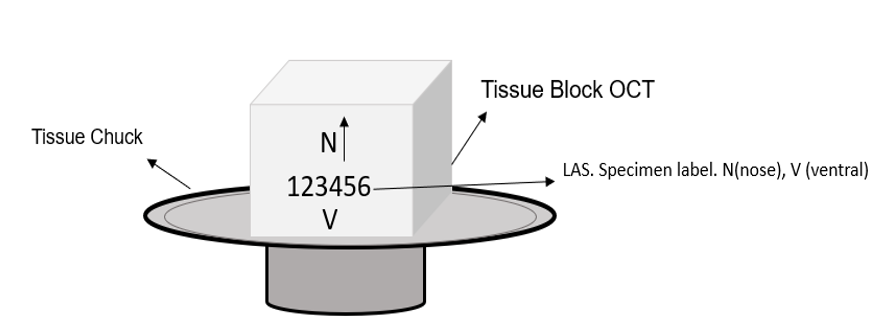 Tissue Block OCT
Tissue Chuck
N
LAS. Specimen label. N(nose), V (ventral)
123456
V